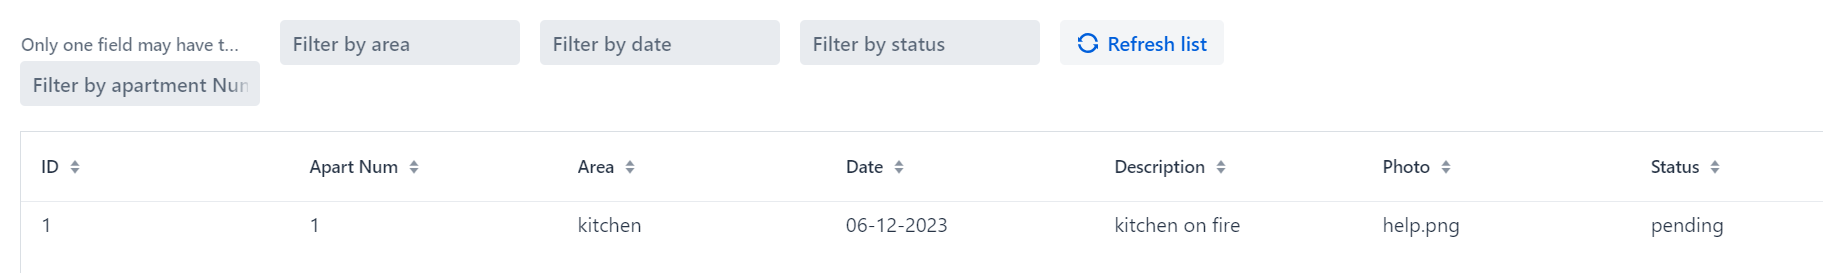 Only one field may have t...
Filter by area
Filter by date
Filter by status
Refresh list
Filter by apartment Nun
ID Apart Num Area Date Description Photo Status
1 1 kitchen 06-12-2023 kitchen on fire help.png pending